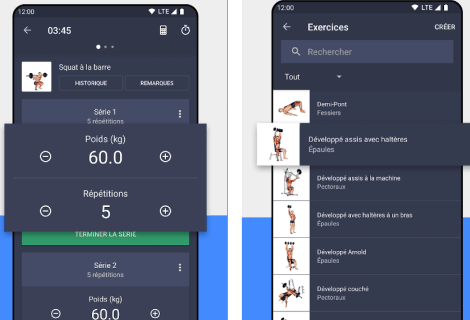 12:00
LTE
03:45
Squat à la barre
HISTORIQUE
REMARQUES
Série 1
5 répétitions
Poids (kg)
60.0
Répétitions
5
TERMINER LA SÉRIE
Série 2
5 répétitions
Poids (kg)
60.0
12:00
LTE
Exercices
CRÉER
Rechercher
Tout
Demi-Pont
Fessiers
Développé assis avec haltères
Épaules
Développé assis à la machine
Pectoraux
Développé avec haltères à un bras
Épaules
Développé Arnold
Épaules
Développé couché
Pectoraux